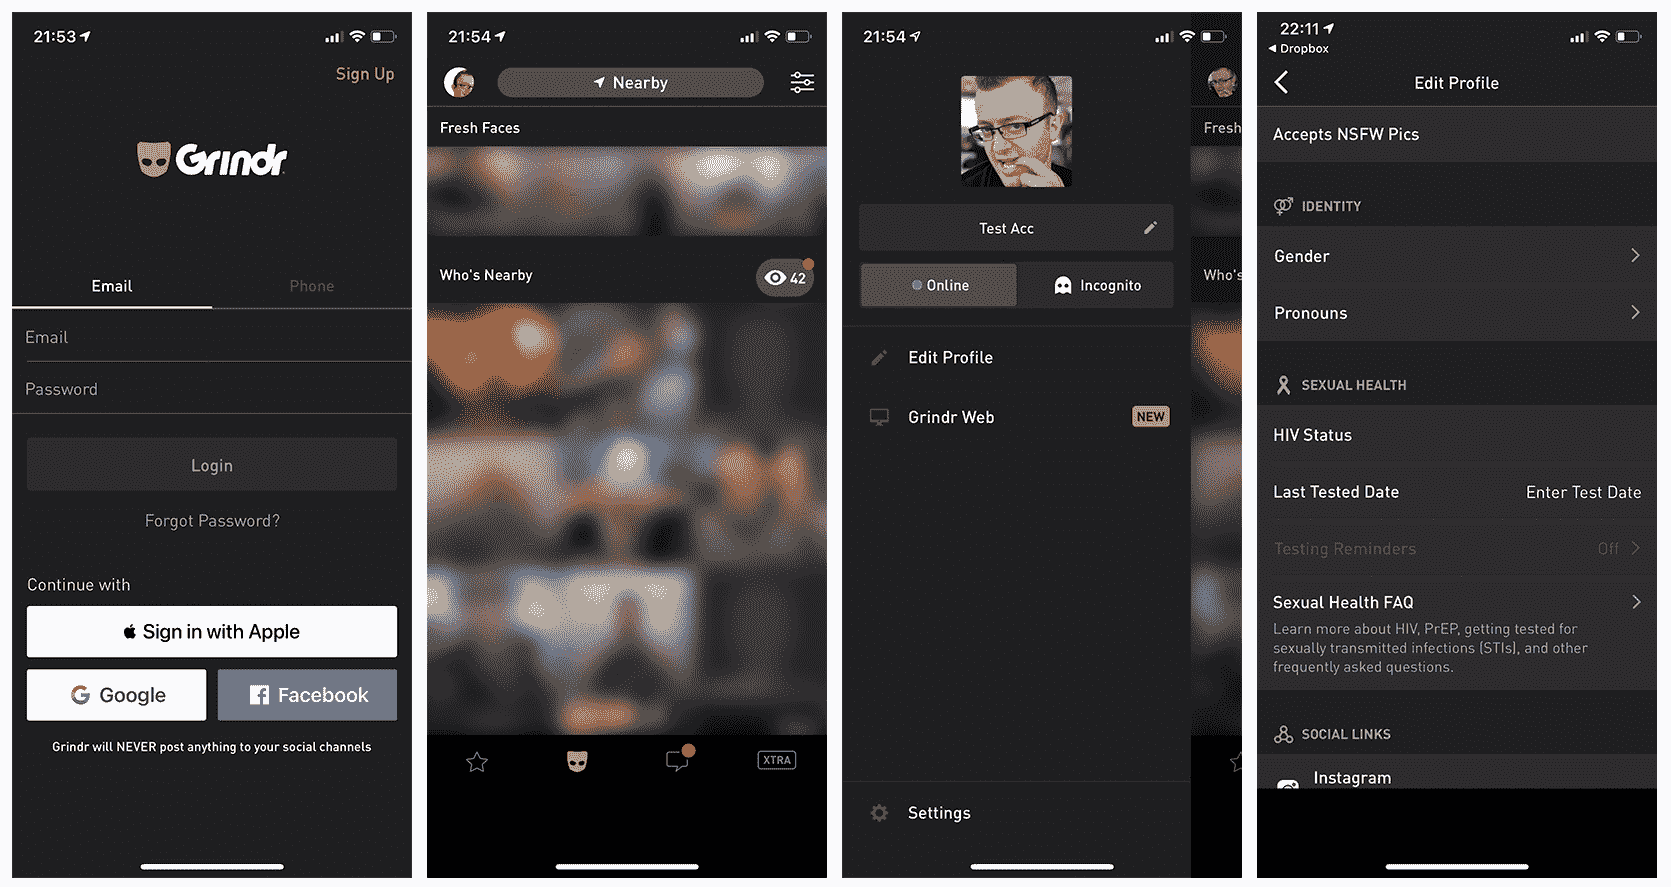 21:53
Sign Up
Grindr
Email
Phone
Email
Password
Login
Forgot Password?
Continue with
Sign in with Apple
Google
Facebook
Grindr will NEVER post anything to your social channels
21:54
Nearby
Fresh Faces
Who's Nearby
42
XTRA
21:54
Test Acc
Online
Incognito
Edit Profile
Grindr Web
NEW
Settings
Fresh
Who's
22:11
Dropbox
Edit Profile
Accepts NSFW Pics
IDENTITY
Gender
Pronouns
SEXUAL HEALTH
HIV Status
Last Tested Date
Enter Test Date
Testing Reminders
Off
Sexual Health FAQ
Learn more about HIV, PrEP, getting tested for
sexually transmitted infections (STIs), and other
frequently asked questions.
SOCIAL LINKS
Instagram